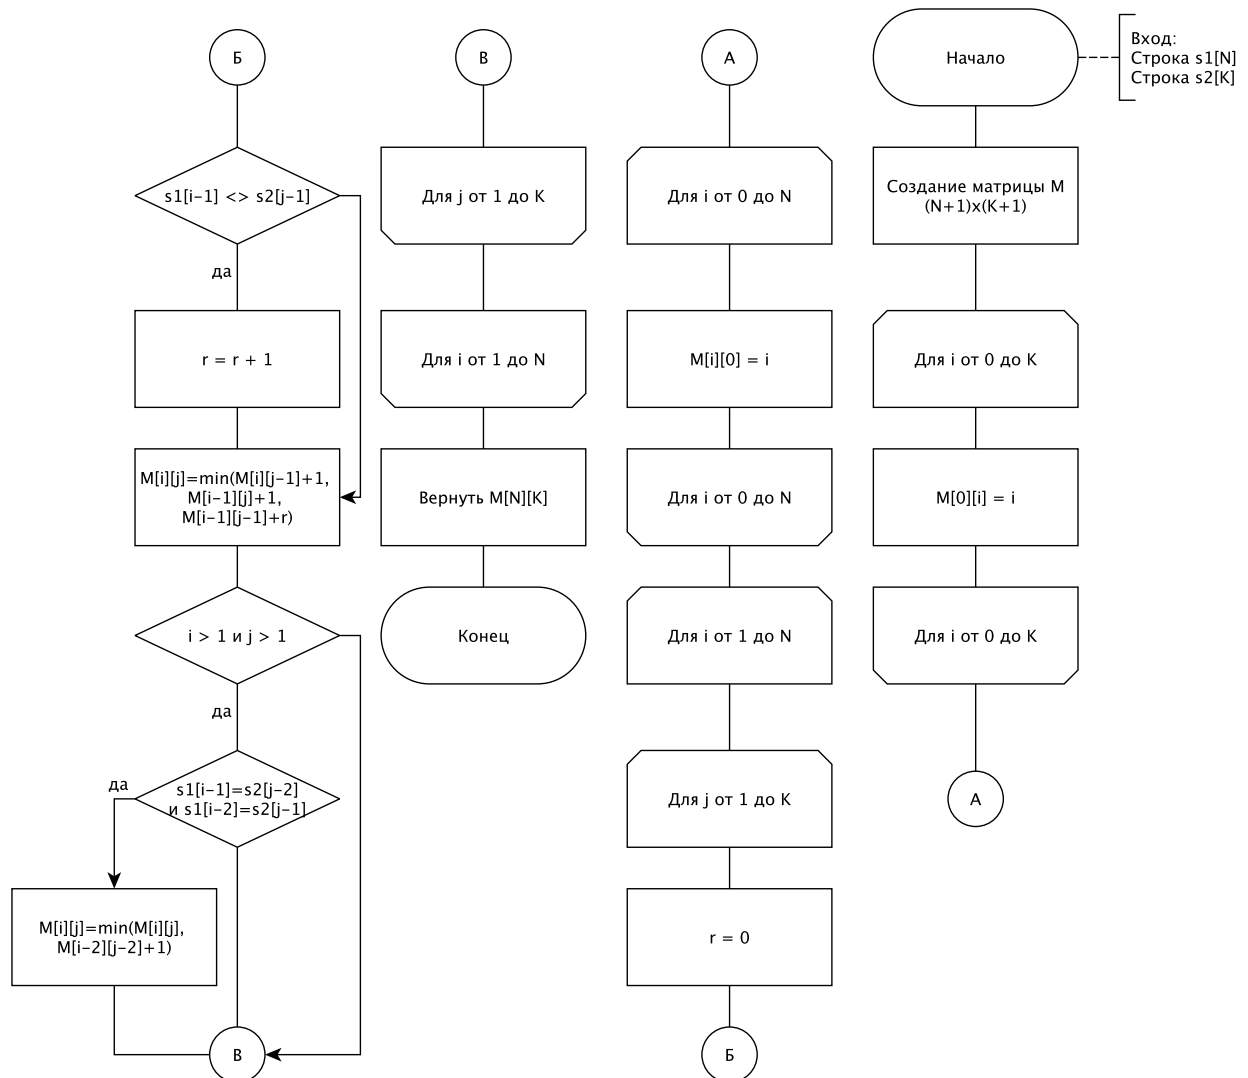 Б
s1[i-1] <> s2[j-1]
да
r = r + 1
M[i][j]=min(M[i][j-1]+1,
M[i-1][j]+1,
M[i-1][j-1]+r)
i > 1 и j > 1
да
да
s1[i-1]=s2[j-2]
и s1[i-2]=s2[j-1]
M[i][j]=min(M[i][j],
M[i-2][j-2]+1)
В
В
Для j от 1 до K
Для i от 1 до N
Вернуть M[N][K]
Конец
А
Для i от 0 до N
M[i][0] = i
Для i от 0 до N
Для i от 1 до N
Для j от 1 до K
r = 0
Б
Начало
Вход:
Строка s1[N]
Строка s2[K]
Создание матрицы M
(N+1)x(K+1)
Для i от 0 до K
M[0][i] = i
Для i от 0 до K
А